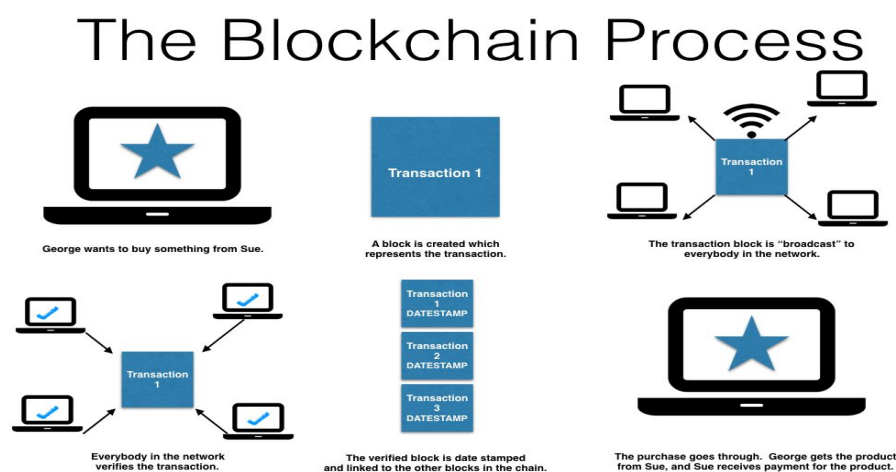 The Blockchain Process
George wants to buy something from Sue.
Transaction 1
A block is created which
represents the transaction.
Transaction
1
The transaction block is “broadcast” to
everybody in the network.
Transaction
1
Everybody in the network
verifies the transaction.
Transaction
1
DATESTAMP
Transaction
2
DATESTAMP
Transaction
3
DATESTAMP
The verified block is date stamped
and linked to the other blocks in the chain.
The purchase goes through. George gets the product
from Sue, and Sue receives payment for the product.